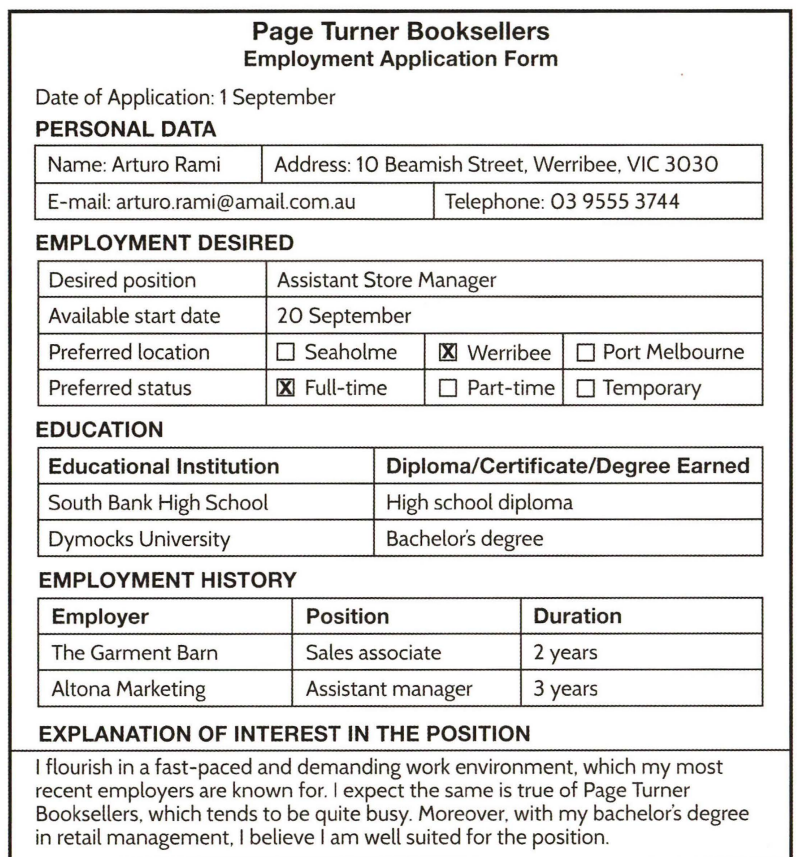 Page Turner Booksellers
Employment Application Form
Date of Application: 1 September
PERSONAL DATA
Name: Arturo Rami Address: 10 Beamish Street, Werribee, VIC 3030
E-mail: arturo.rami@amail.com.au Telephone: 03 9555 3744
EMPLOYMENT DESIRED
Desired position Assistant Store Manager
Available start date 20 September
Preferred location ☐ Seaholme ☒ Werribee ☐ Port Melbourne
Preferred status ☒ Full-time ☐ Part-time ☐ Temporary
EDUCATION
Educational Institution Diploma/Certificate/Degree Earned
South Bank High School High school diploma
Dymocks University Bachelor's degree
EMPLOYMENT HISTORY
Employer Position Duration
The Garment Barn Sales associate 2 years
Altona Marketing Assistant manager 3 years
EXPLANATION OF INTEREST IN THE POSITION
I flourish in a fast-paced and demanding work environment, which my most
recent employers are known for. I expect the same is true of Page Turner
Booksellers, which tends to be quite busy. Moreover, with my bachelor's degree
in retail management, I believe I am well suited for the position.